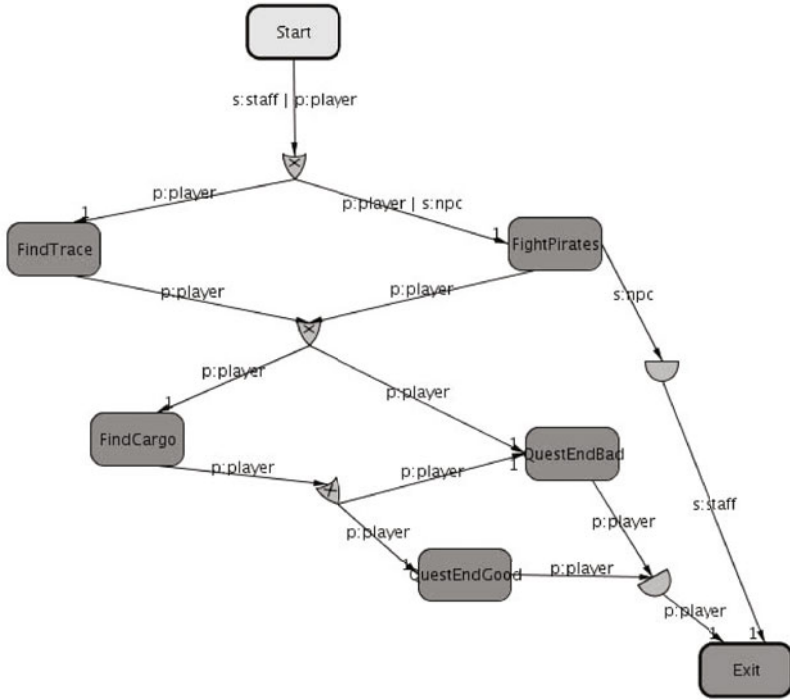 Start
s:staff | p:player
p:player
p:player | s:npc
1
1
FindTrace
FightPirates
p:player
p:player
s:npc
p:player
1
p:player
FindCargo
1
QuestEndBad
1
p:player
p:player
p:player
p:player
s:staff
1
QuestEndGood
p:player
p:player
1
1
Exit